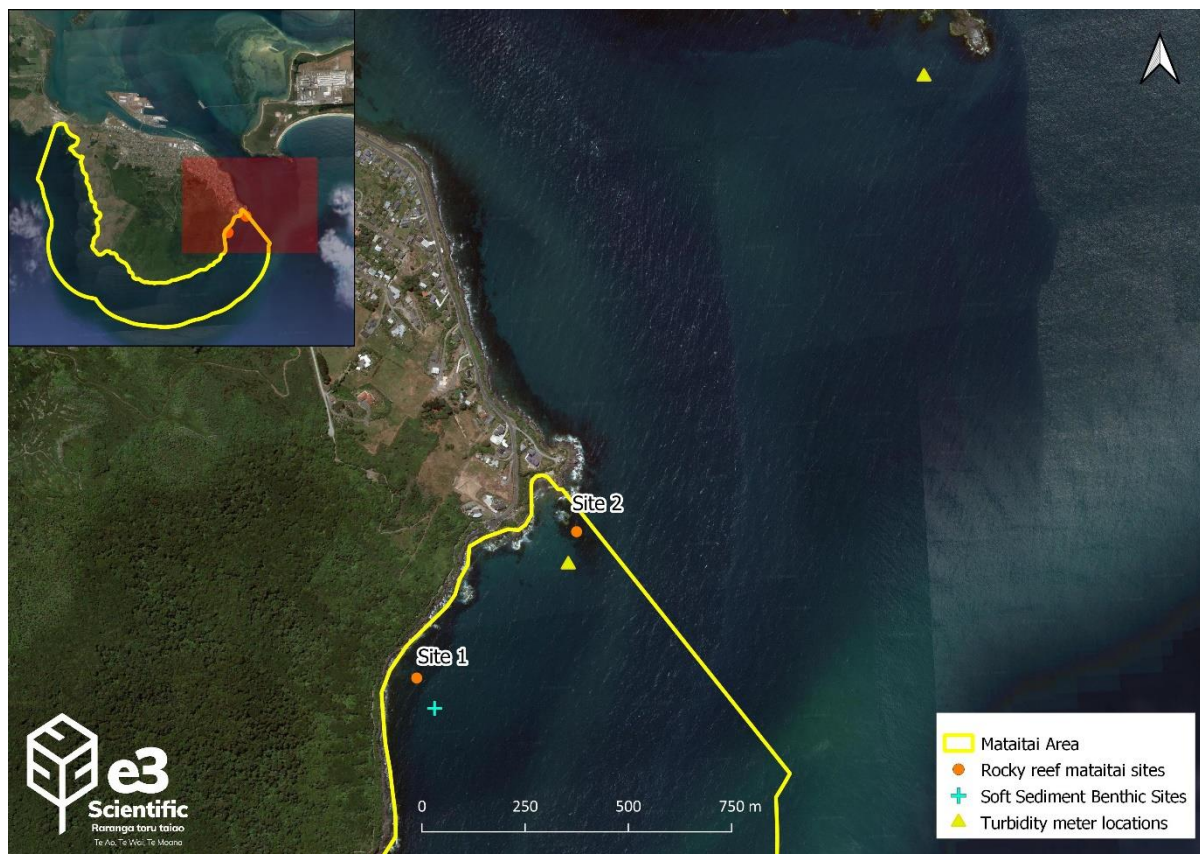 Site 2
Site 1
e3
Scientific
Raranga toru taiao
Te Ao, Te Wai, Te Moana
0 250 500 750 m
Mataitai Area
Rocky reef mataitai sites
Soft Sediment Benthic Sites
Turbidity meter locations